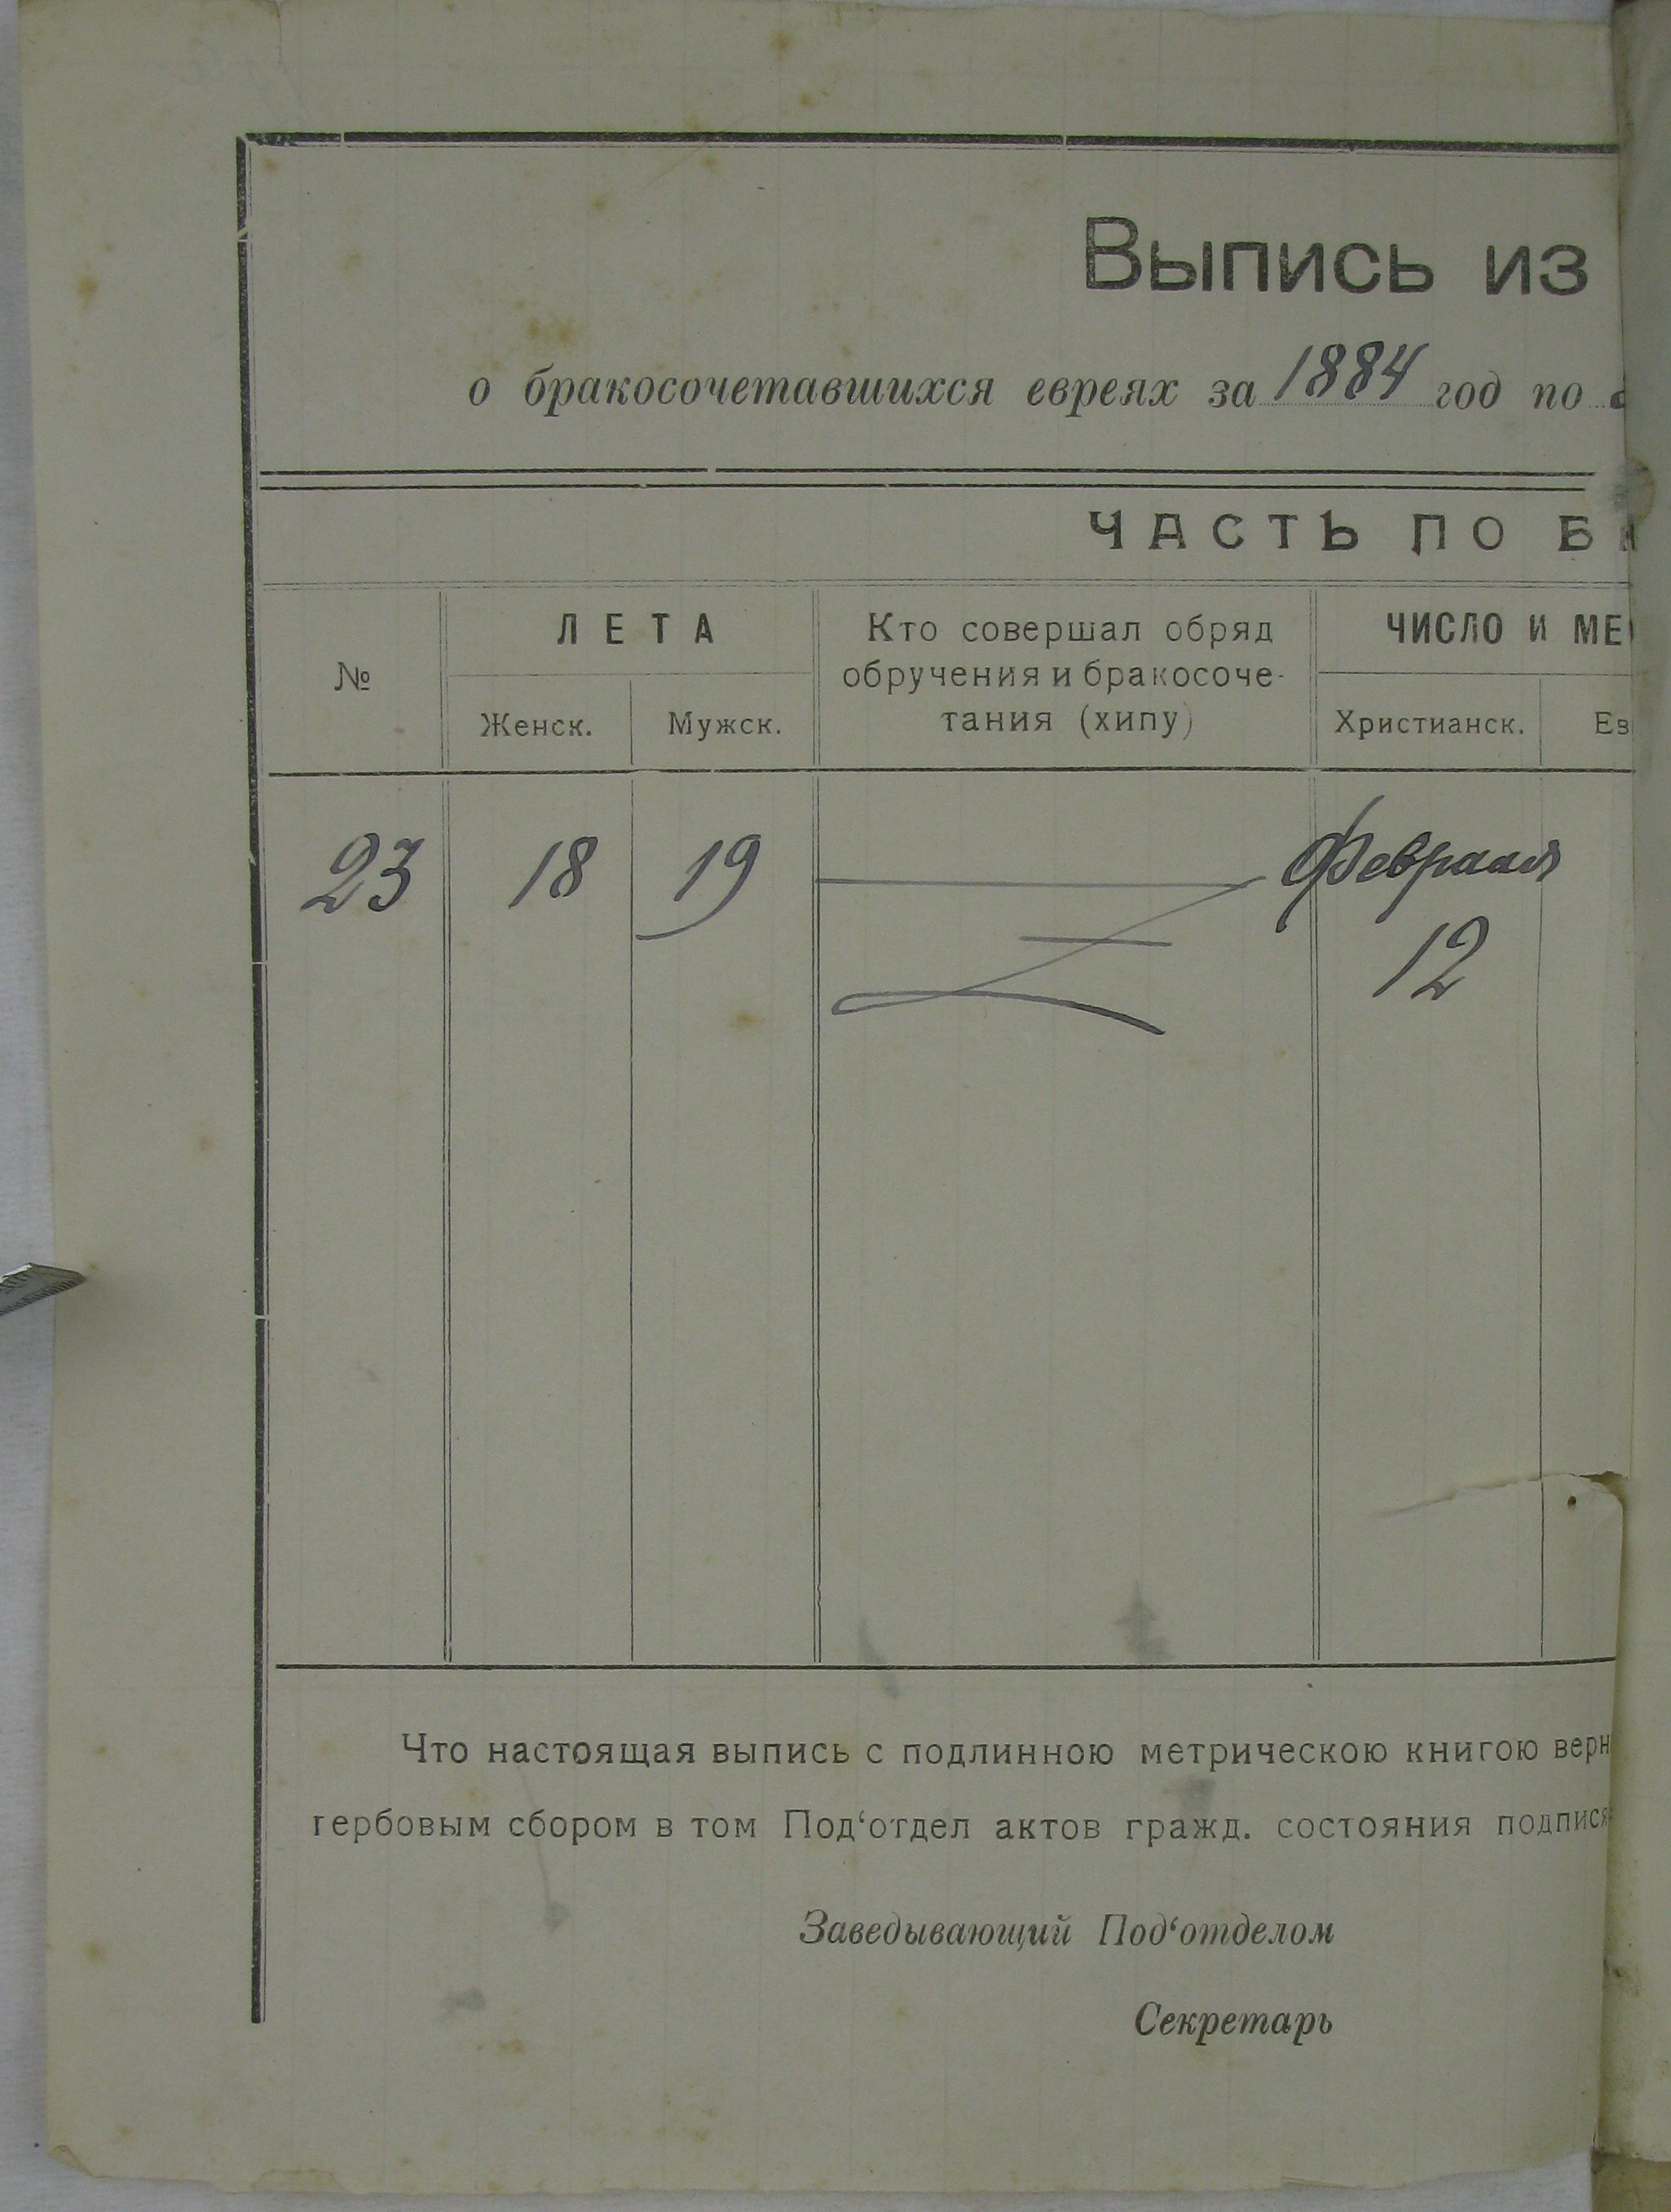 Выпись из
о бракосочетавшихся евреях за 1884 год по
ЧАСТЬ ПО Б
№
ЛЕТА
Женск.
Мужск.
Кто совершал обряд
обручения и бракосоче-
тания (хипу)
ЧИСЛО И МЕ
Христианск.
Ев
23 18 19 Февраля
12
Что настоящая выпись с подлинною метрическою книгою верн
гербовым сбором в том Под‘отдел актов гражд. состояния подпися
Заведывающий Под‘отделом
Секретарь